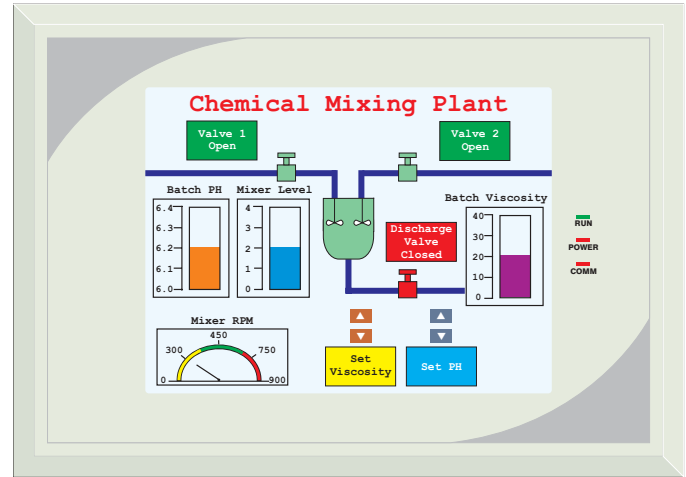 Chemical Mixing Plant
Valve 1
Open
Valve 2
Open
Batch PH
Mixer Level
Batch Viscosity
6.4
6.3
6.2
6.1
6.0
4
3
2
1
0
Discharge
Valve
Closed
40
30
20
10
0
RUN
POWER
COMM
Mixer RPM
0
300
450
750
900
Set
Viscosity
Set PH